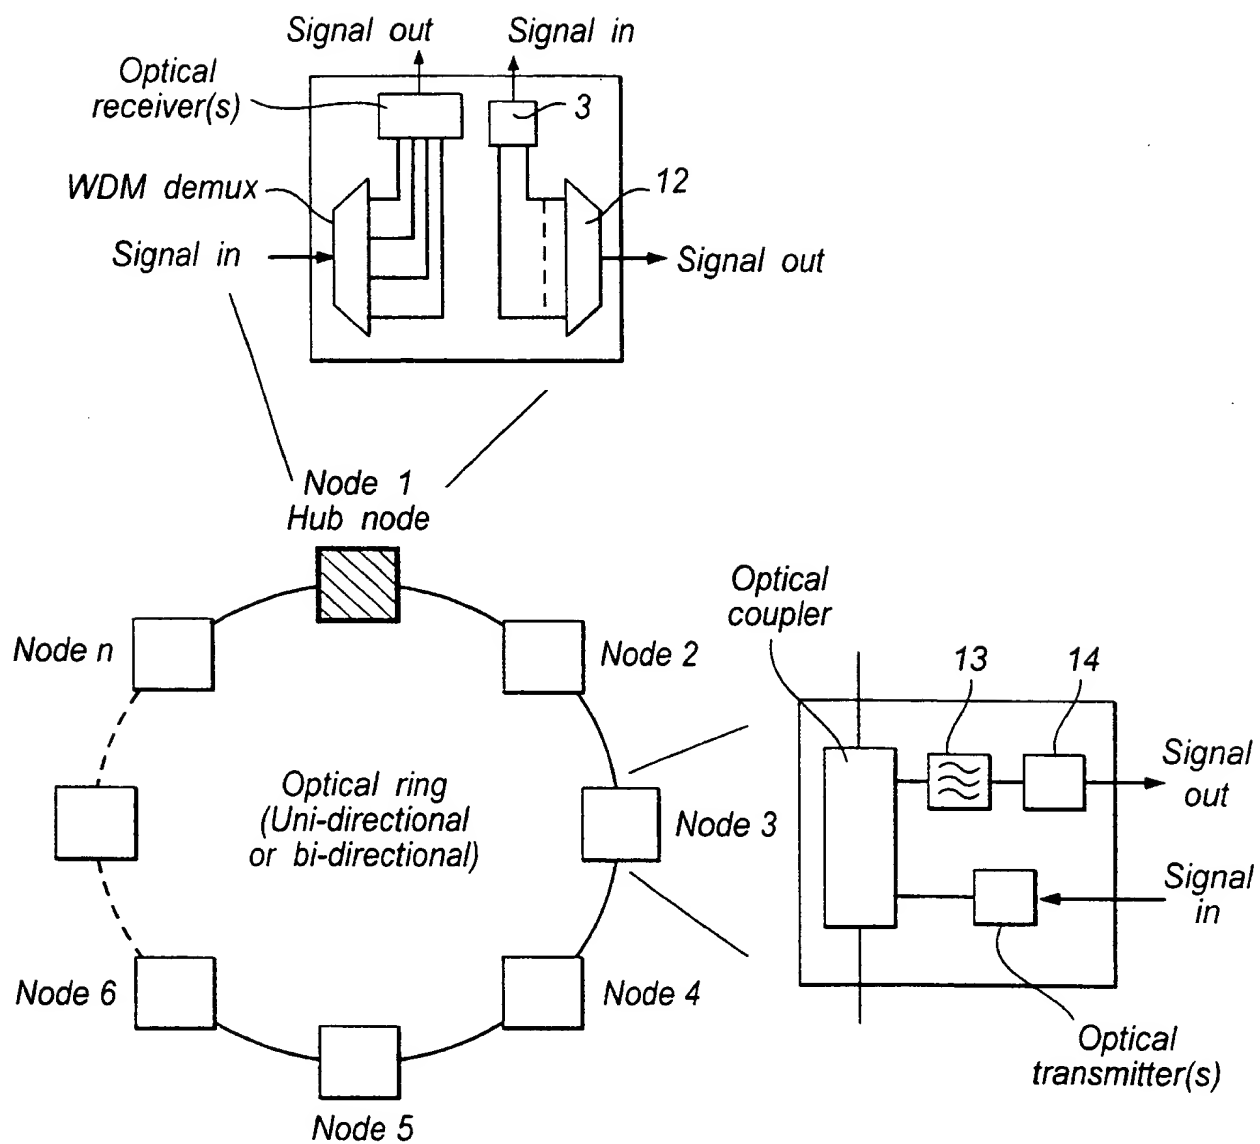 Signal out
Signal in
Optical
receiver(s)
3
WDM demux
12
Signal in
Signal out
Node 1
Hub node
Optical
coupler
Node n
Node 2
13
14
Signal
out
Optical ring
(Uni-directional
or bi-directional)
Node 3
Signal
in
Node 6
Node 4
Optical
transmitter(s)
Node 5